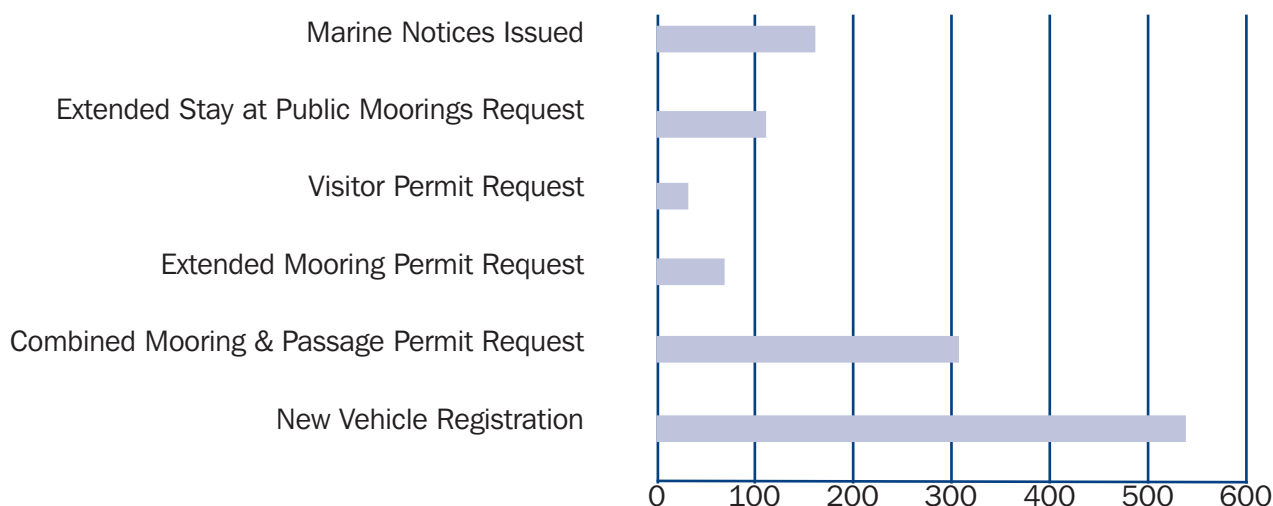 Marine Notices Issued
Extended Stay at Public Moorings Request
Visitor Permit Request
Extended Mooring Permit Request
Combined Mooring & Passage Permit Request
New Vehicle Registration
0 100 200 300 400 500 600